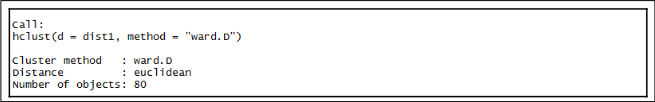 Call:
hclust(d = dist1, method = "ward.D")
Cluster method   : ward.D
Distance         : euclidean
Number of objects: 80